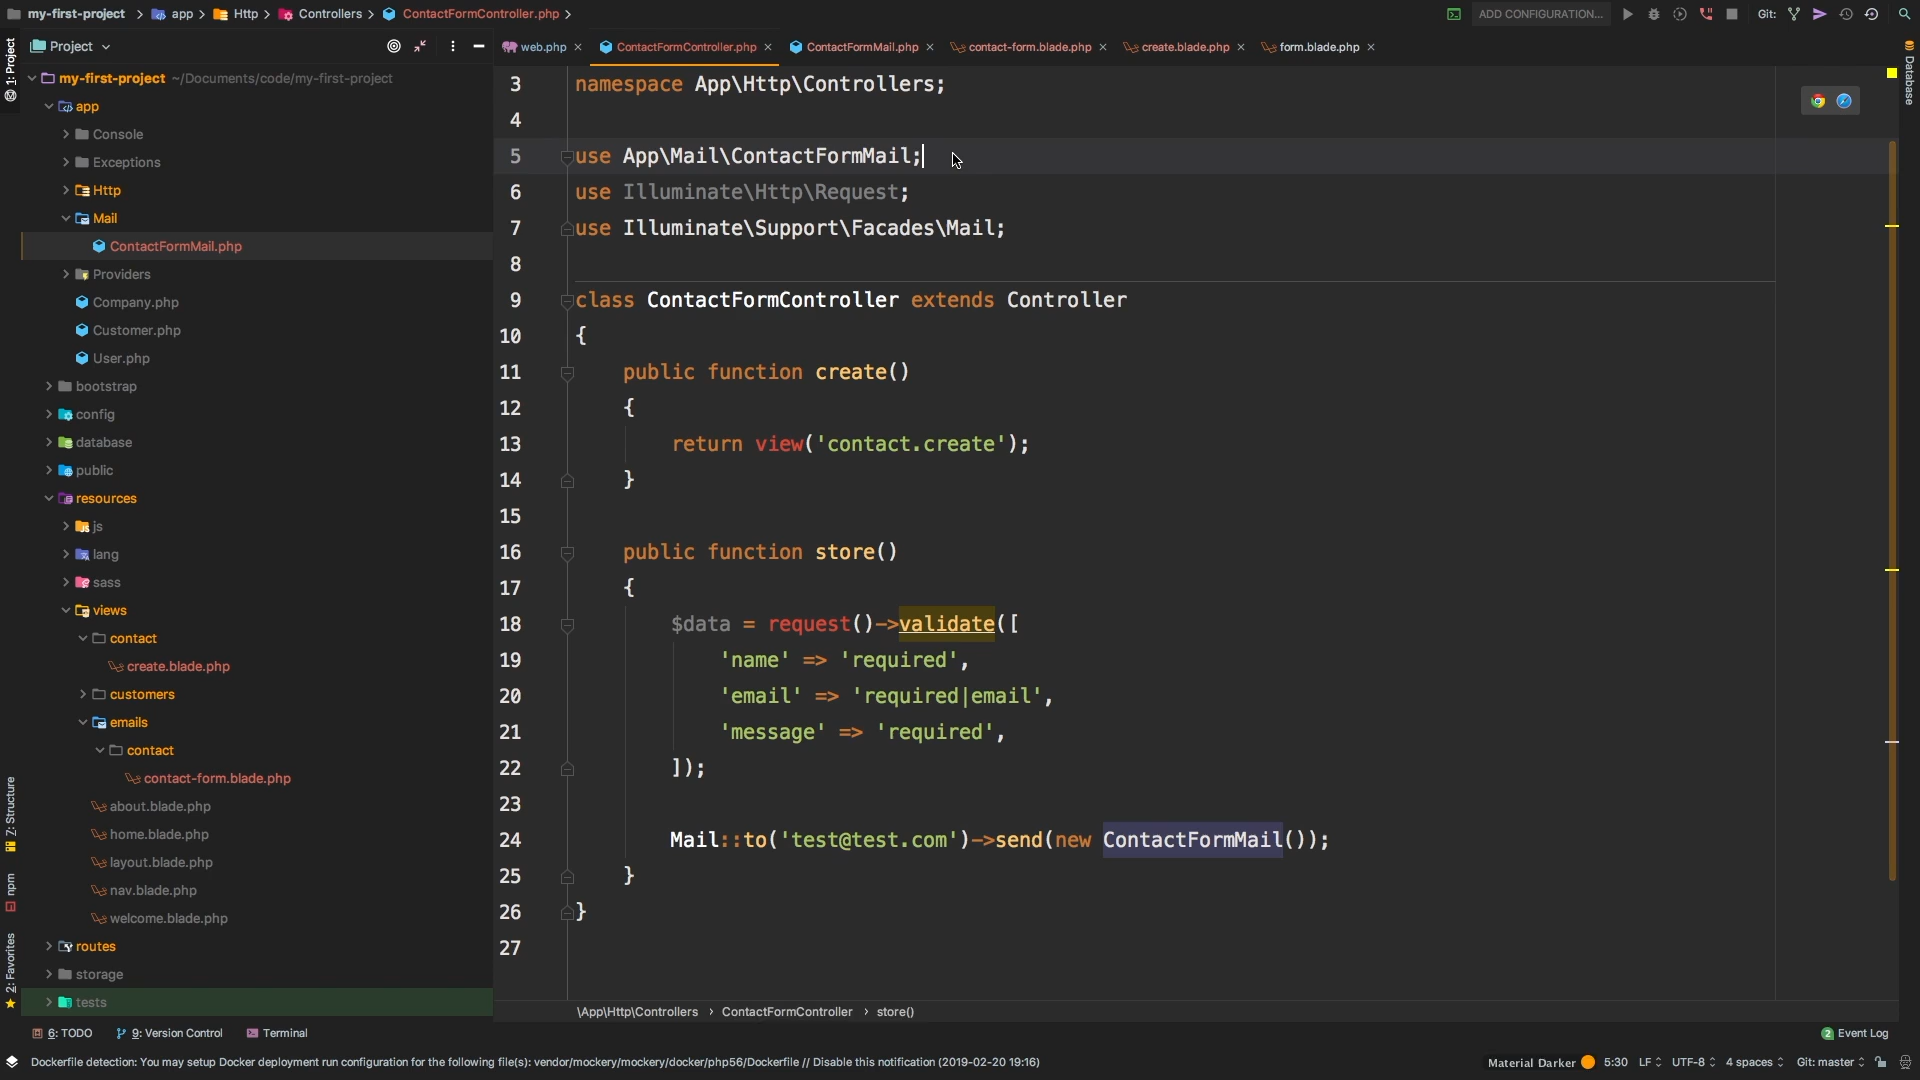 my-first-project app Http Controllers ContactFormController.php ADD CONFIGURATION... Git:
Project
web.php ContactFormController.php ContactFormMail.php contact-form.blade.php create.blade.php form.blade.php
1: Project
Database
my-first-project ~/Documents/code/my-first-project
app
Console
Exceptions
Http
Mail
ContactFormMail.php
Providers
Company.php
Customer.php
User.php
bootstrap
config
database
public
resources
js
lang
sass
views
contact
create.blade.php
customers
emails
contact
contact-form.blade.php
about.blade.php
home.blade.php
layout.blade.php
nav.blade.php
welcome.blade.php
routes
storage
tests
Z: Structure
npm
2: Favorites
3 namespace App\Http\Controllers;
4
5 use App\Mail\ContactFormMail;
6 use Illuminate\Http\Request;
7 use Illuminate\Support\Facades\Mail;
8
9 class ContactFormController extends Controller
10 {
11 public function create()
12 {
13 return view('contact.create');
14 }
15
16 public function store()
17 {
18 $data = request()->validate([
19 'name' => 'required',
20 'email' => 'required|email',
21 'message' => 'required',
22 ]);
23
24 Mail::to('test@test.com')->send(new ContactFormMail());
25 }
26 }
27
\App\Http\Controllers ContactFormController store()
6: TODO 9: Version Control Terminal 2 Event Log
Dockerfile detection: You may setup Docker deployment run configuration for the following file(s): vendor/mockery/mockery/docker/php56/Dockerfile // Disable this notification (2019-02-20 19:16) Material Darker 5:30 LF UTF-8 4 spaces Git: master